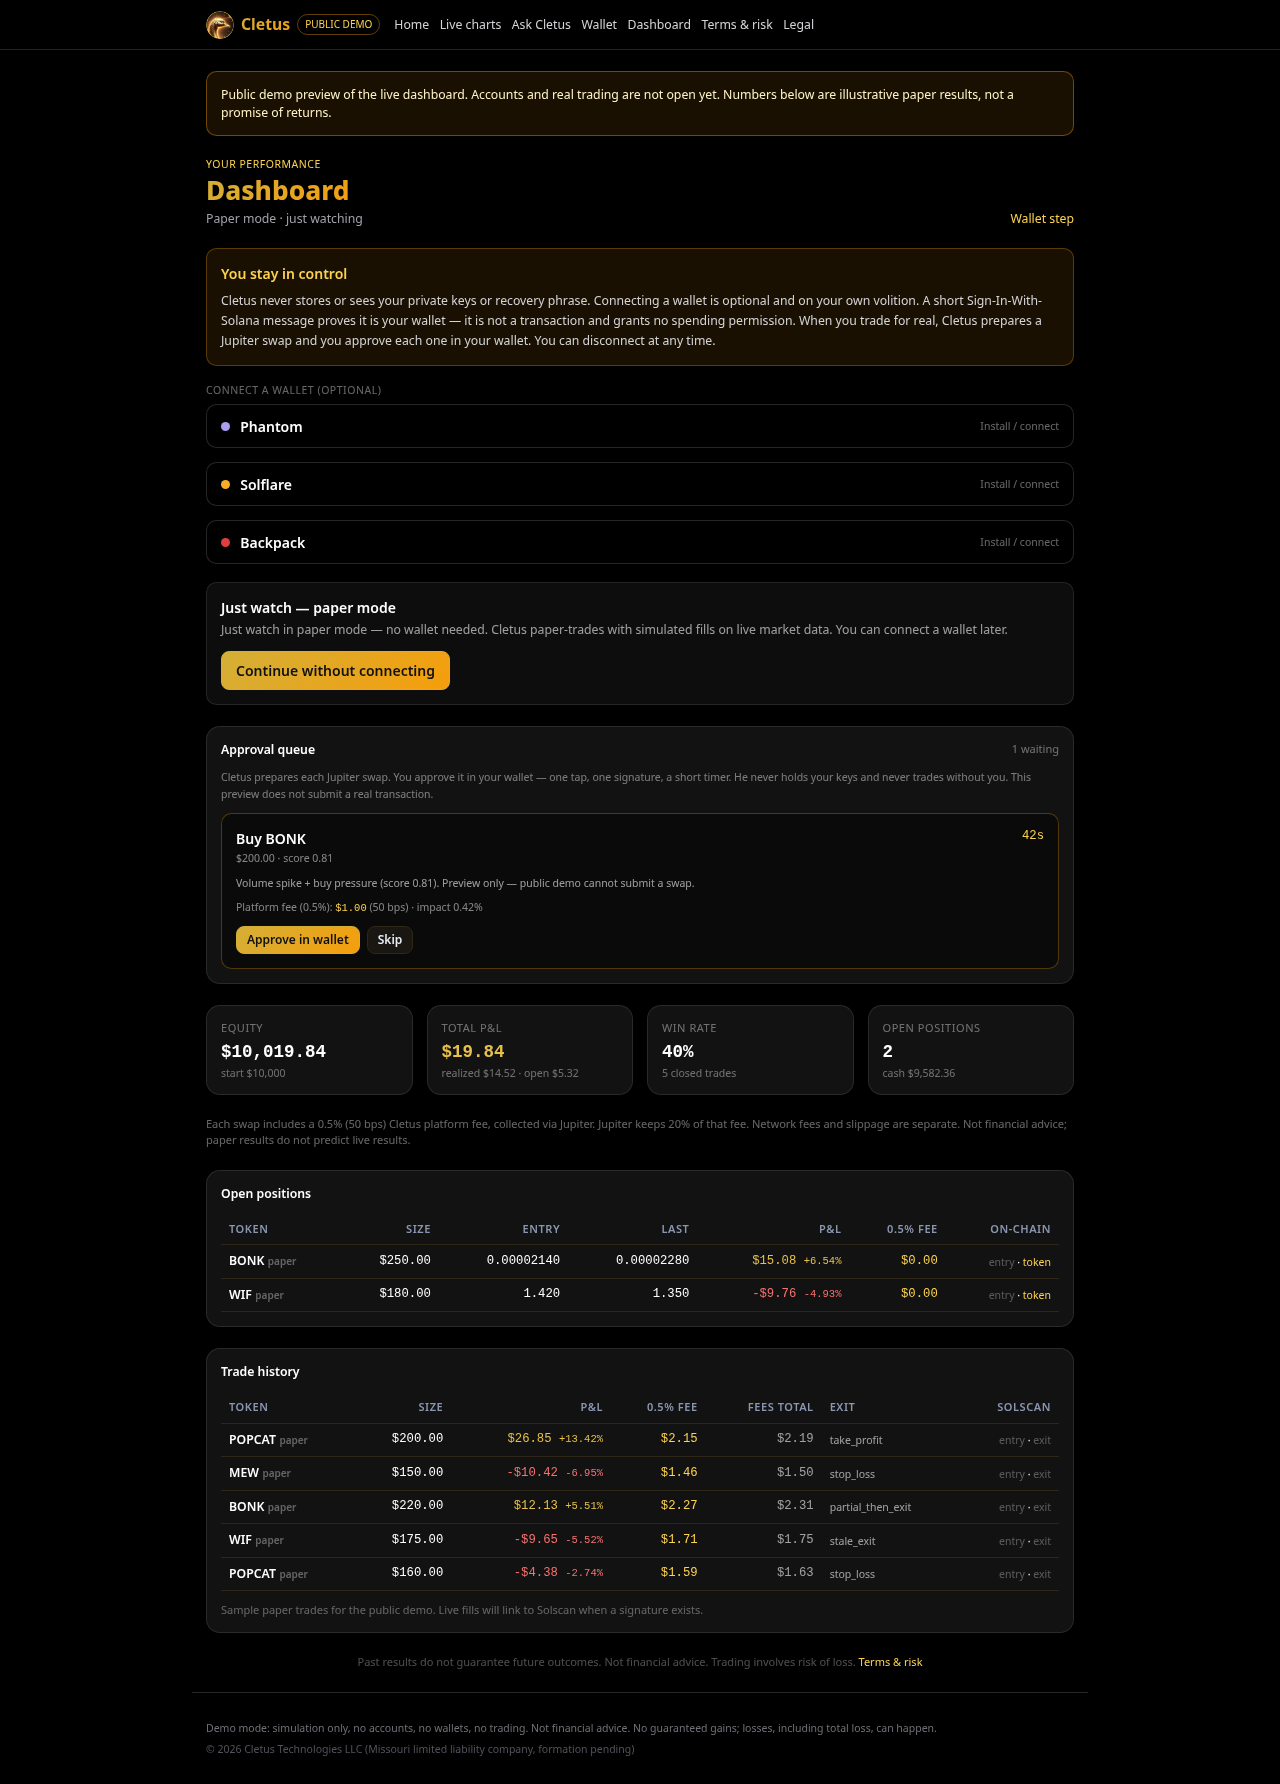 Cletus PUBLIC DEMO Home Live charts Ask Cletus Wallet Dashboard Terms & risk Legal
Public demo preview of the live dashboard. Accounts and real trading are not open yet. Numbers below are illustrative paper results, not a
promise of returns.
YOUR PERFORMANCE
Dashboard
Paper mode · just watching Wallet step
You stay in control
Cletus never stores or sees your private keys or recovery phrase. Connecting a wallet is optional and on your own volition. A short Sign-In-With-
Solana message proves it is your wallet — it is not a transaction and grants no spending permission. When you trade for real, Cletus prepares a
Jupiter swap and you approve each one in your wallet. You can disconnect at any time.
CONNECT A WALLET (OPTIONAL)
Phantom Install / connect
Solflare Install / connect
Backpack Install / connect
Just watch — paper mode
Just watch in paper mode — no wallet needed. Cletus paper-trades with simulated fills on live market data. You can connect a wallet later.
Continue without connecting
Approval queue 1 waiting
Cletus prepares each Jupiter swap. You approve it in your wallet — one tap, one signature, a short timer. He never holds your keys and never trades without you. This
preview does not submit a real transaction.
Buy BONK 42s
$200.00 · score 0.81
Volume spike + buy pressure (score 0.81). Preview only — public demo cannot submit a swap.
Platform fee (0.5%): $1.00 (50 bps) · impact 0.42%
Approve in wallet Skip
EQUITY TOTAL P&L WIN RATE OPEN POSITIONS
$10,019.84 $19.84 40% 2
start $10,000 realized $14.52 · open $5.32 5 closed trades cash $9,582.36
Each swap includes a 0.5% (50 bps) Cletus platform fee, collected via Jupiter. Jupiter keeps 20% of that fee. Network fees and slippage are separate. Not financial advice;
paper results do not predict live results.
Open positions
TOKEN SIZE ENTRY LAST P&L 0.5% FEE ON-CHAIN
BONK paper $250.00 0.00002140 0.00002280 $15.08 +6.54% $0.00 entry · token
WIF paper $180.00 1.420 1.350 -$9.76 -4.93% $0.00 entry · token
Trade history
TOKEN SIZE P&L 0.5% FEE FEES TOTAL EXIT SOLSCAN
POPCAT paper $200.00 $26.85 +13.42% $2.15 $2.19 take_profit entry · exit
MEW paper $150.00 -$10.42 -6.95% $1.46 $1.50 stop_loss entry · exit
BONK paper $220.00 $12.13 +5.51% $2.27 $2.31 partial_then_exit entry · exit
WIF paper $175.00 -$9.65 -5.52% $1.71 $1.75 stale_exit entry · exit
POPCAT paper $160.00 -$4.38 -2.74% $1.59 $1.63 stop_loss entry · exit
Sample paper trades for the public demo. Live fills will link to Solscan when a signature exists.
Past results do not guarantee future outcomes. Not financial advice. Trading involves risk of loss. Terms & risk
Demo mode: simulation only, no accounts, no wallets, no trading. Not financial advice. No guaranteed gains; losses, including total loss, can happen.
© 2026 Cletus Technologies LLC (Missouri limited liability company, formation pending)